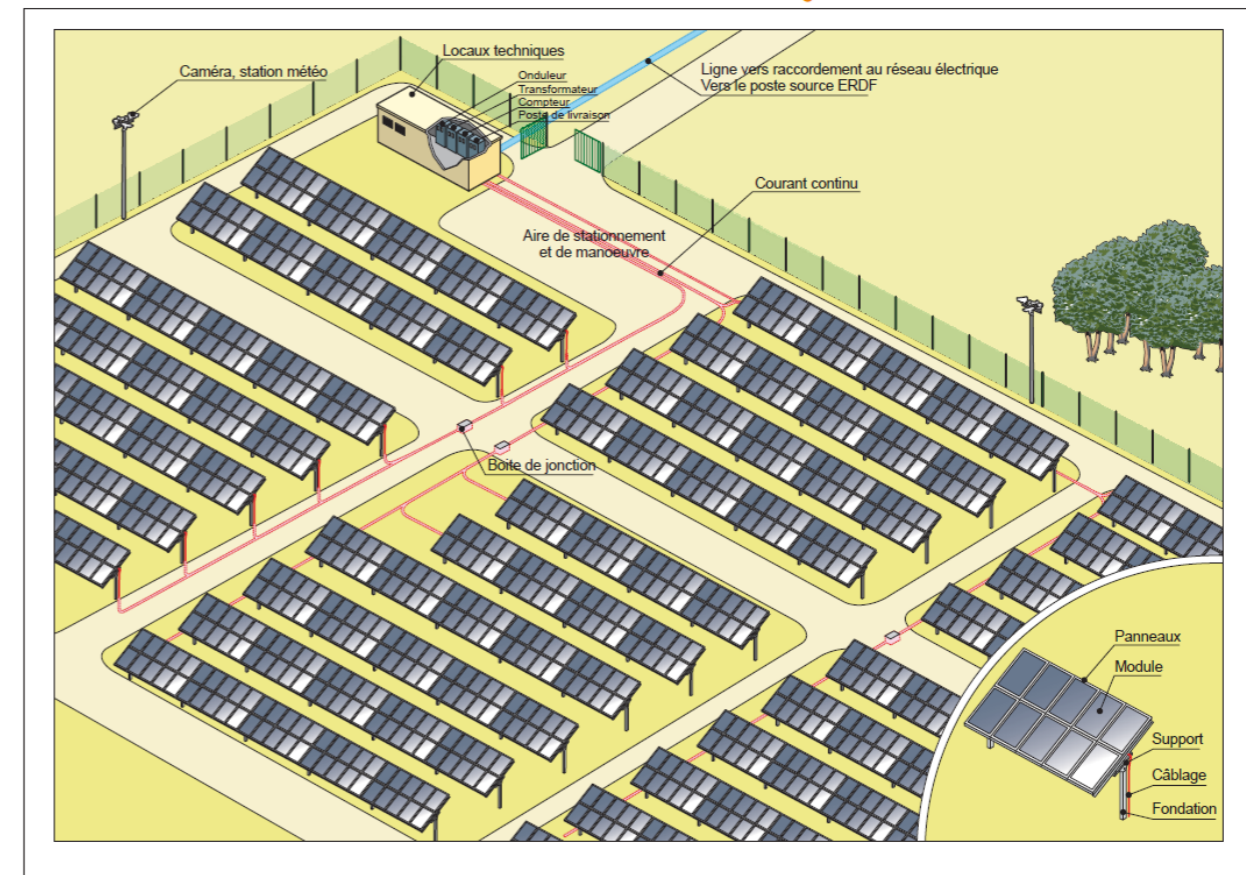 Locaux techniques
Caméra, station météo
Onduleur
Transformateur
Compteur
Poste de livraison
Ligne vers raccordement au réseau électrique
Vers le poste source ERDF
Courant continu
Aire de stationnement
et de manoeuvre
Boite de jonction
Panneaux
Module
Support
Câblage
Fondation